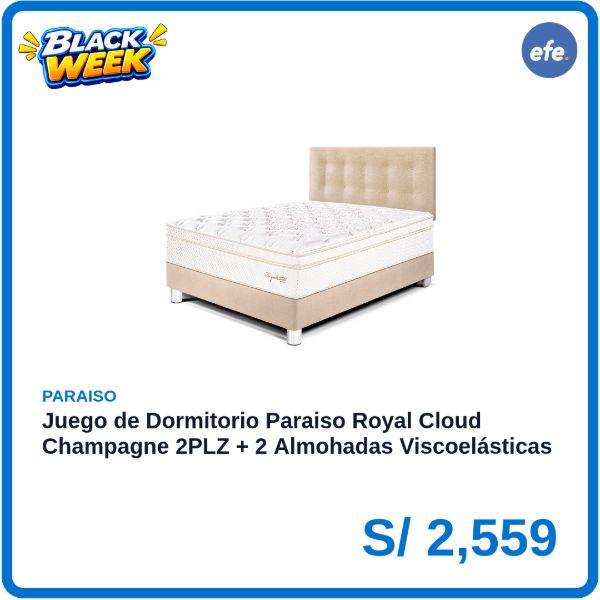 BLACK
WEEK
efe.
PARAISO
Juego de Dormitorio Paraiso Royal Cloud
Champagne 2PLZ + 2 Almohadas Viscoelásticas
S/ 2,559